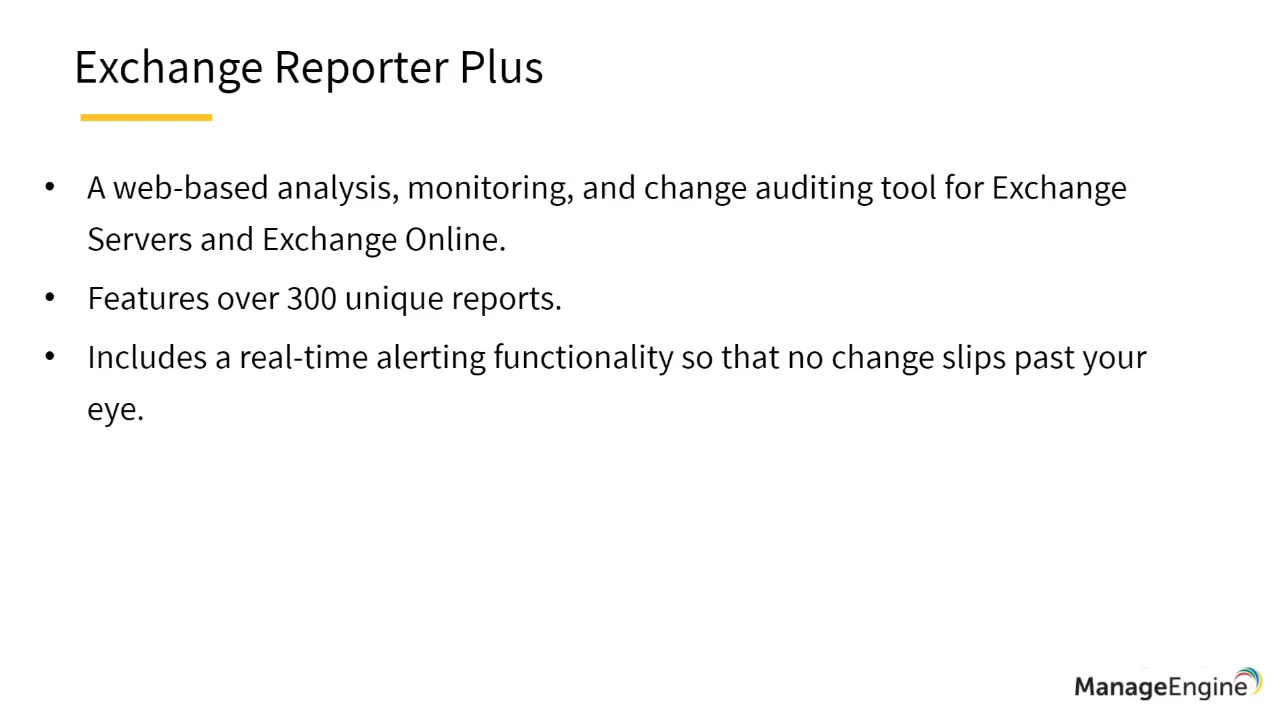 Exchange Reporter Plus
• A web-based analysis, monitoring, and change auditing tool for Exchange
Servers and Exchange Online.
• Features over 300 unique reports.
• Includes a real-time alerting functionality so that no change slips past your
eye.
ManageEngine